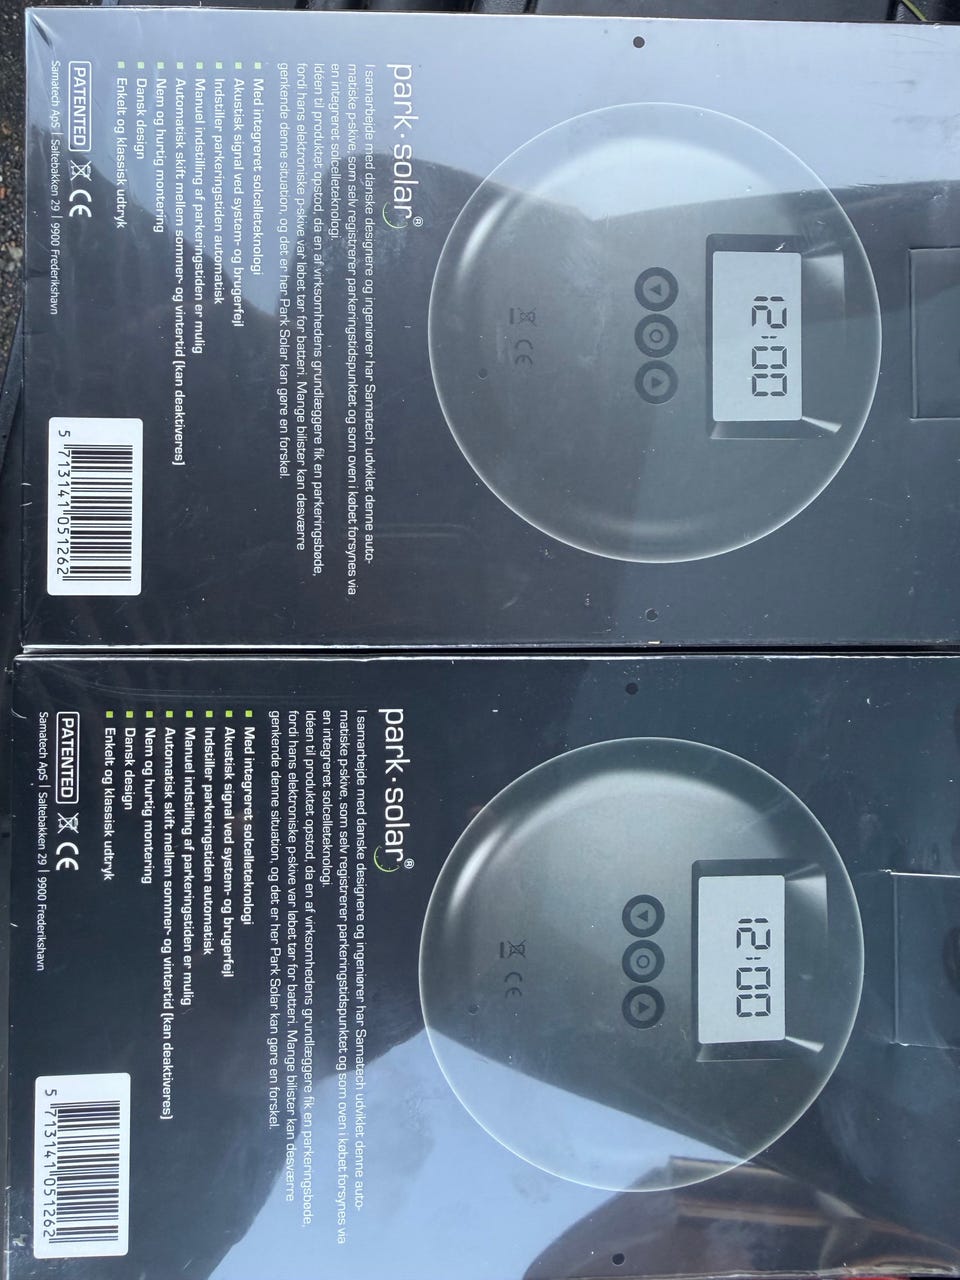 12:00
CE
park·solar®
I samarbejde med danske designere og ingeniører har Samatech udviklet denne auto-
matiske p-skive, som selv registrerer parkeringstidspunktet og som oven i købet forsynes via
en integreret solcelleteknologi.
Idéen til produktet opstod, da en af virksomhedens grundlæggere fik en parkeringsbøde,
fordi hans elektroniske p-skive var løbet tør for batteri. Mange bilister kan desværre
genkende denne situation, og det er her Park Solar kan gøre en forskel.
Med integreret solcelleteknologi
Akustisk signal ved system- og brugerfejl
Indstiller parkeringstiden automatisk
Manuel indstilling af parkeringstiden er mulig
Automatisk skift mellem sommer- og vintertid (kan deaktiveres)
Nem og hurtig montering
Dansk design
Enkelt og klassisk udtryk
PATENTED CE
Samatech ApS | Saltebakken 29 | 9900 Frederikshavn
5 713141 051262
12:00
CE
park·solar®
I samarbejde med danske designere og ingeniører har Samatech udviklet denne auto-
matiske p-skive, som selv registrerer parkeringstidspunktet og som oven i købet forsynes via
en integreret solcelleteknologi.
Idéen til produktet opstod, da en af virksomhedens grundlæggere fik en parkeringsbøde,
fordi hans elektroniske p-skive var løbet tør for batteri. Mange bilister kan desværre
genkende denne situation, og det er her Park Solar kan gøre en forskel.
Med integreret solcelleteknologi
Akustisk signal ved system- og brugerfejl
Indstiller parkeringstiden automatisk
Manuel indstilling af parkeringstiden er mulig
Automatisk skift mellem sommer- og vintertid (kan deaktiveres)
Nem og hurtig montering
Dansk design
Enkelt og klassisk udtryk
PATENTED CE
Samatech ApS | Saltebakken 29 | 9900 Frederikshavn
5 713141 051262